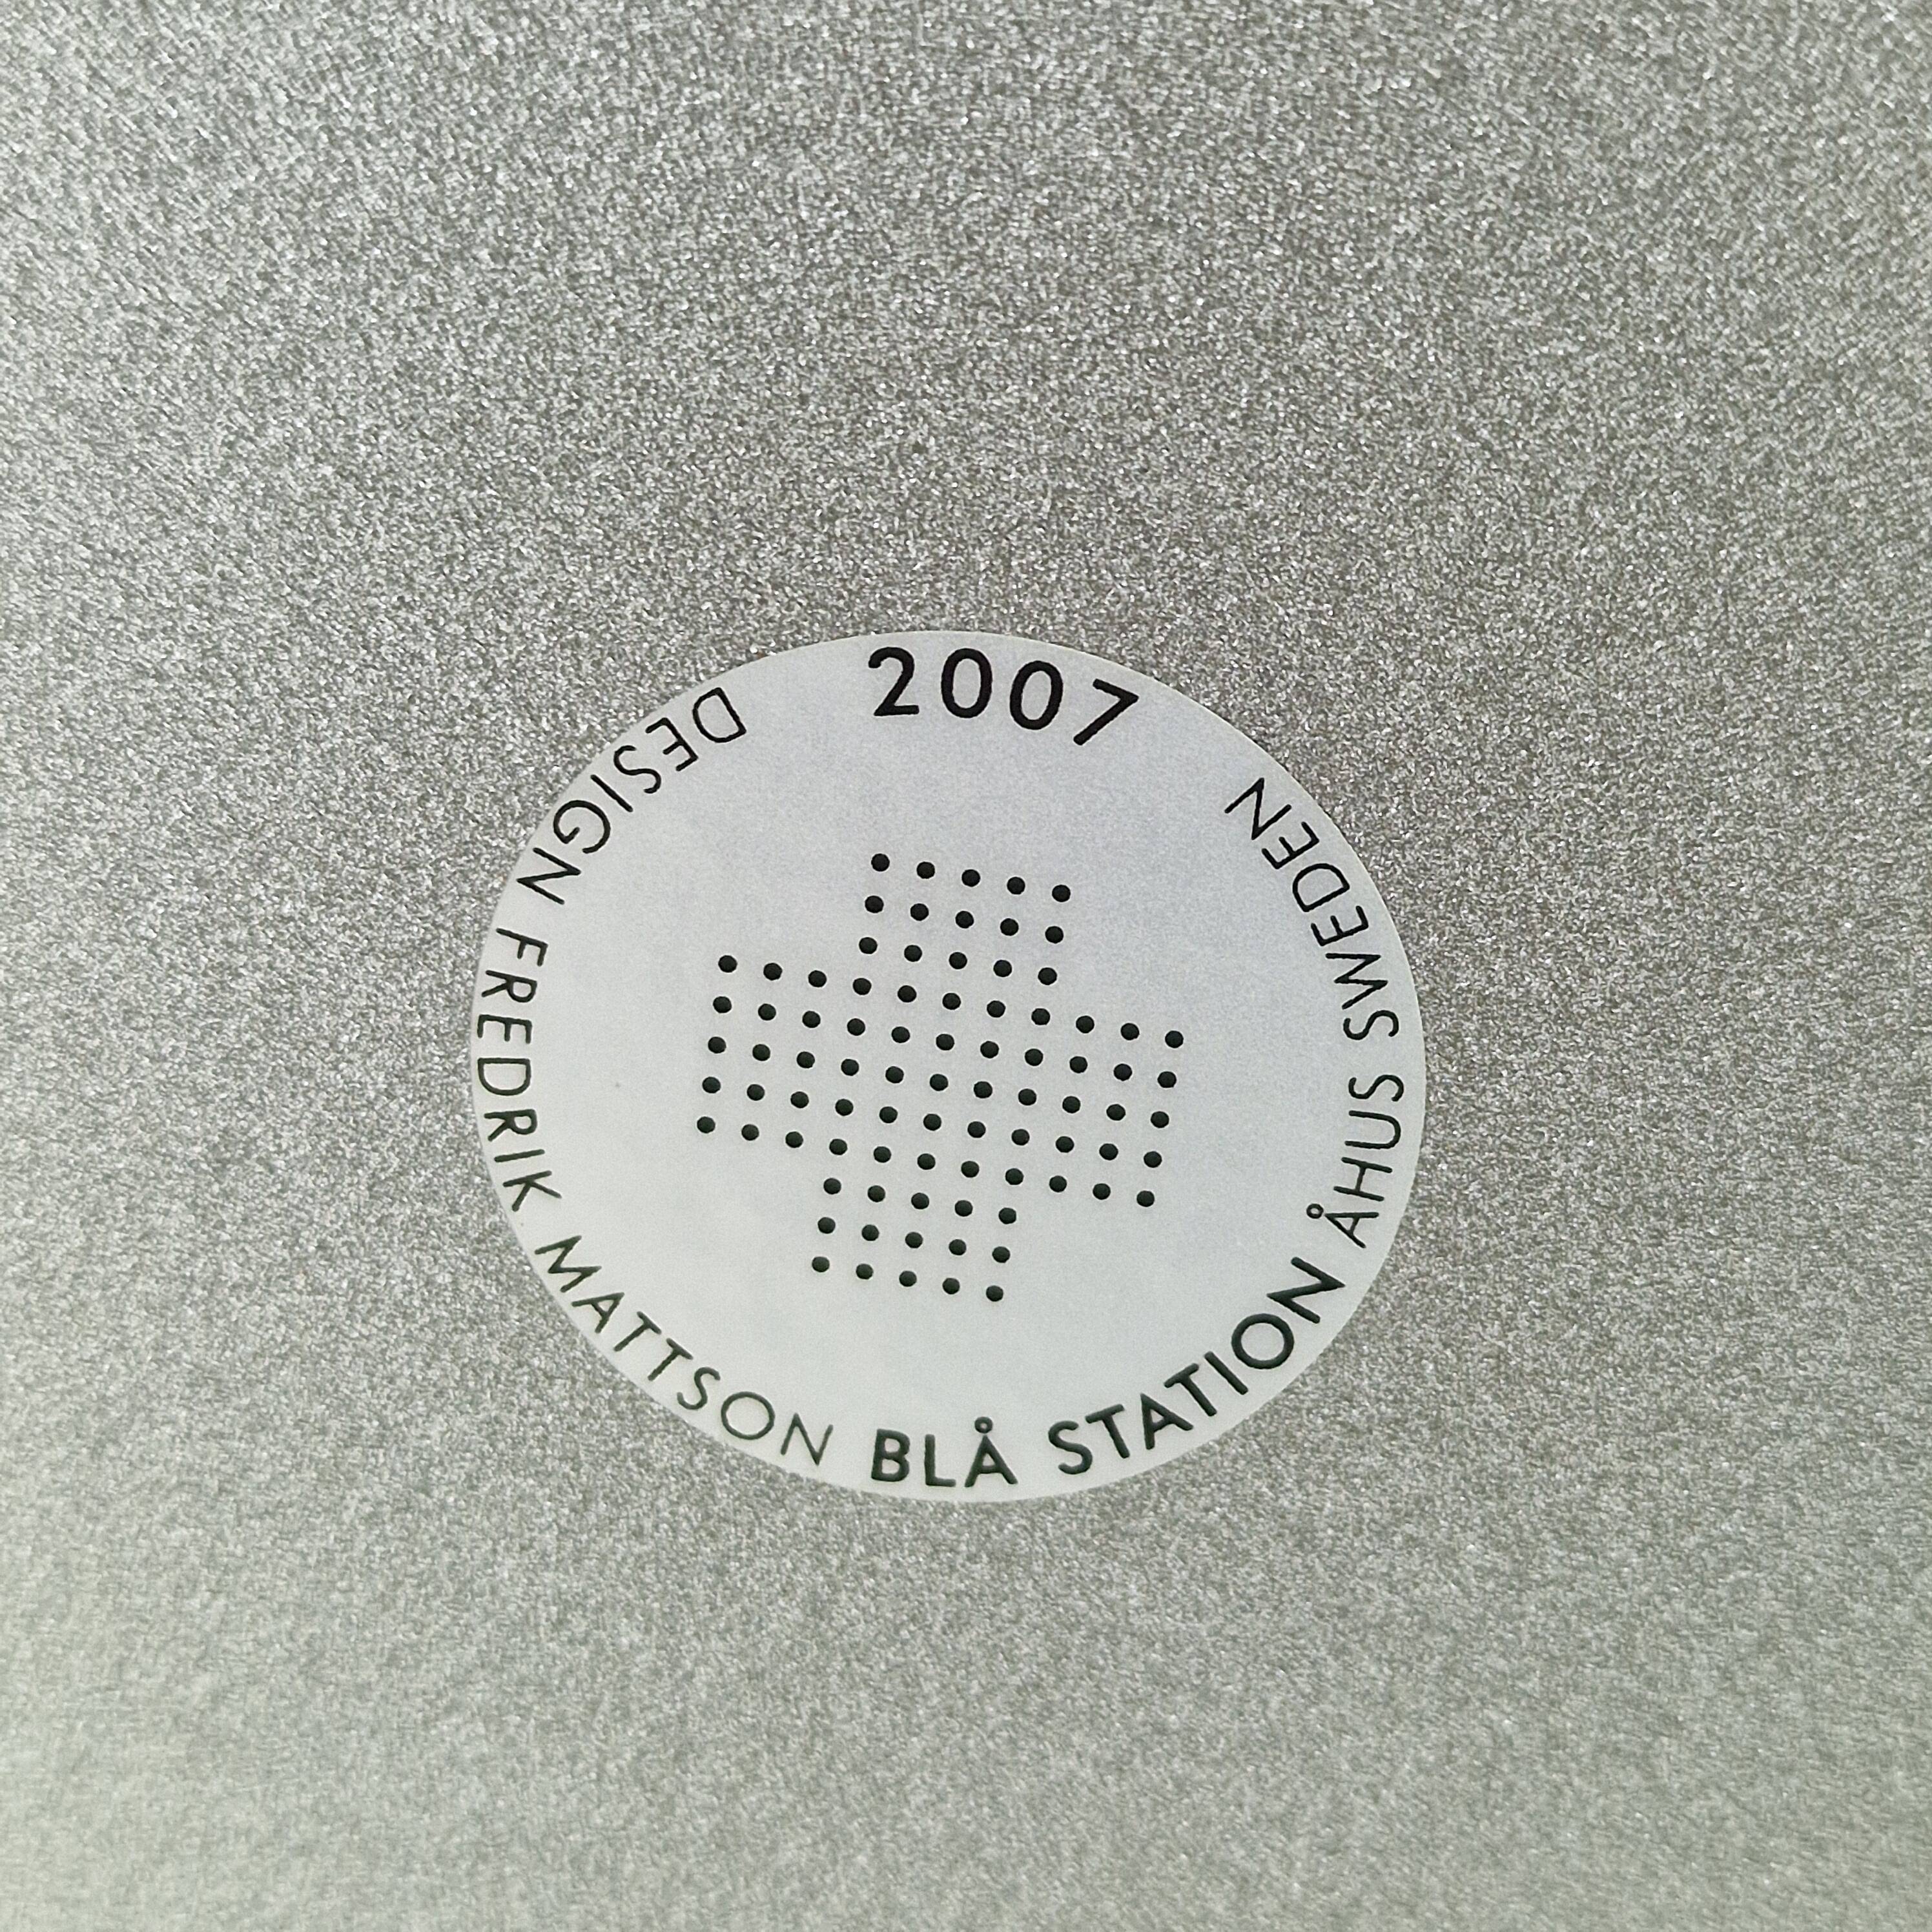 2007
DESIGN FREDRIK MATTSON BLÅ STATION ÅHUS SWEDEN